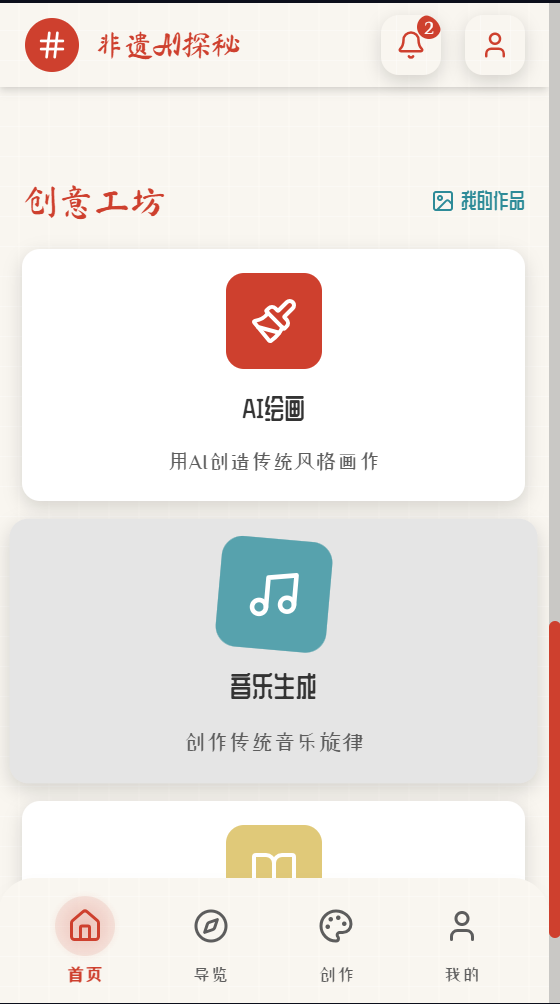 非遗AI探秘
2
创意工坊
我的作品
AI绘画
用AI创造传统风格画作
音乐生成
创作传统音乐旋律
首页
导览
创作
我的